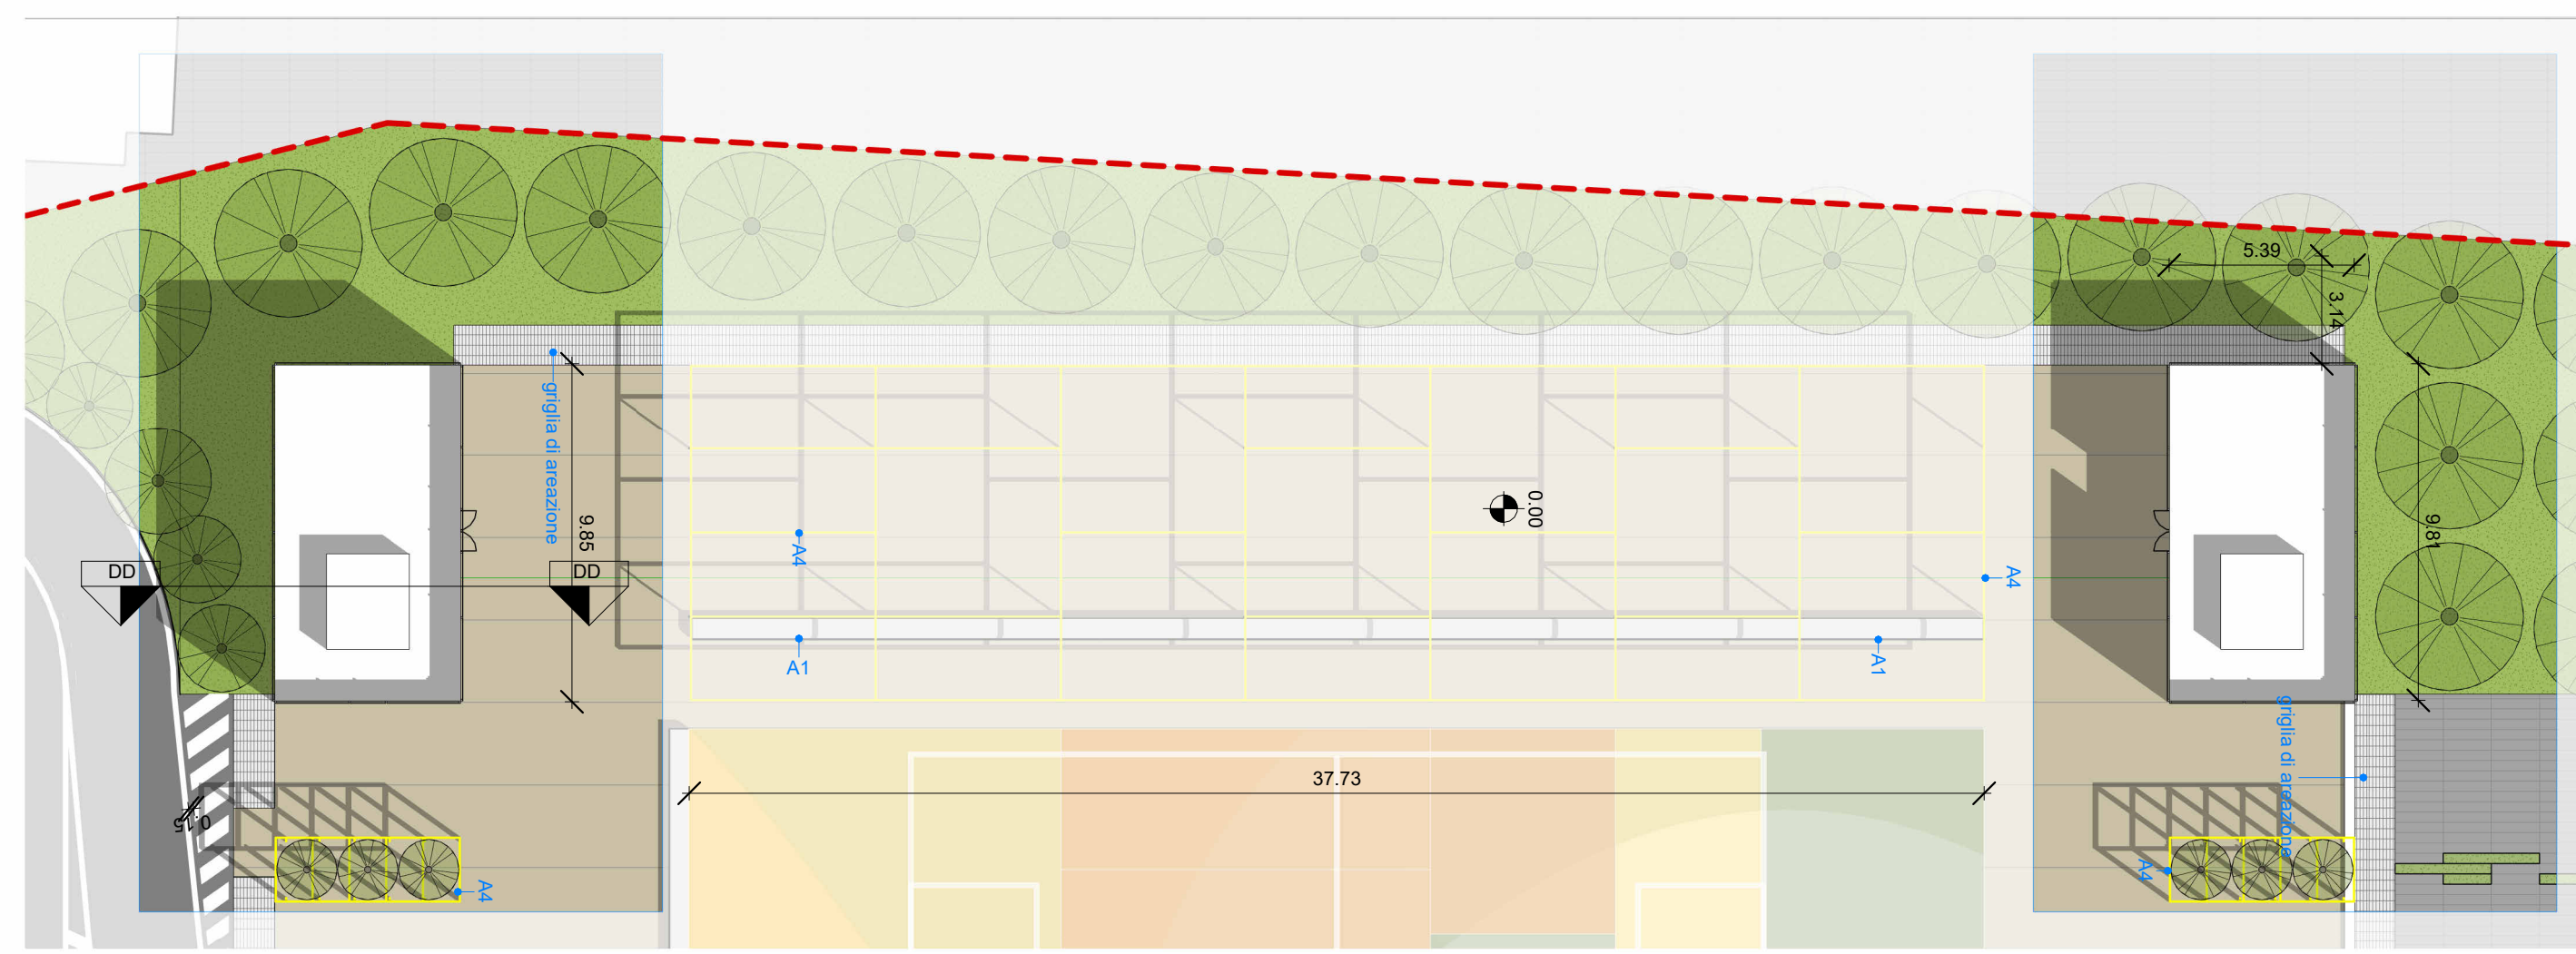 5.39
3.14
griglia di areazione
9.85
0.00
9.81
A4
DD
DD
A4
A1
A1
griglia di areazione
37.73
0.15
A4
A4